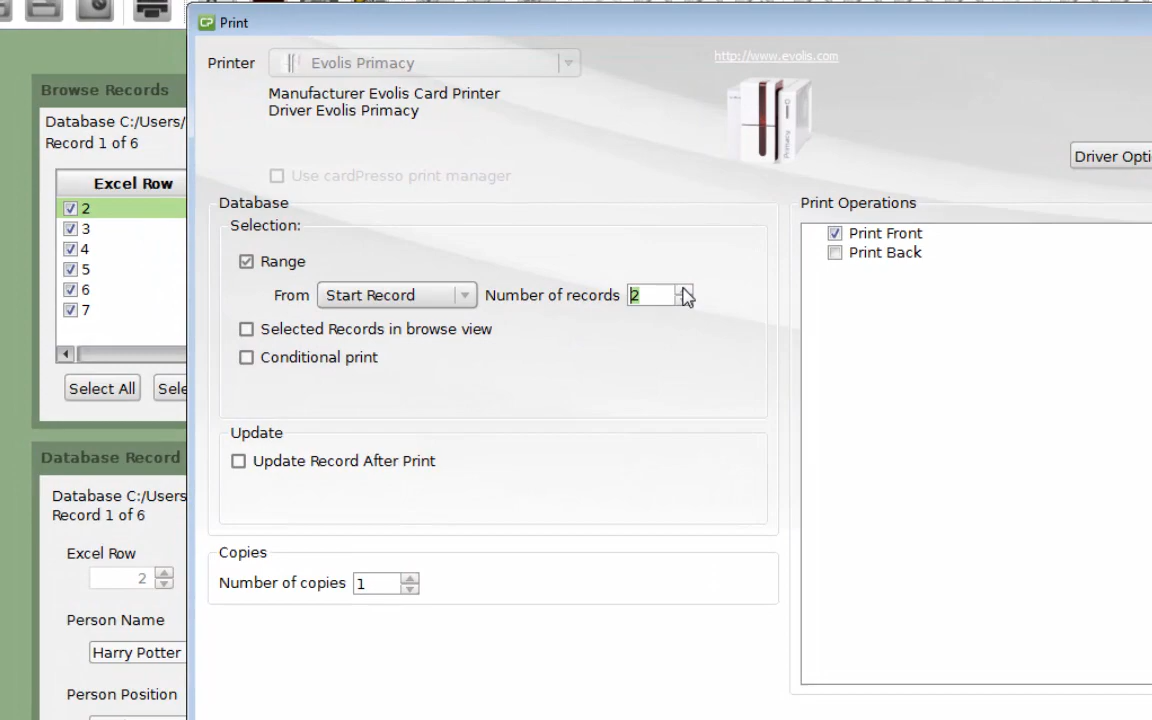 CP Print
Printer
Evolis Primacy
http://www.evolis.com
Manufacturer Evolis Card Printer
Driver Evolis Primacy
Driver Opti
Use cardPresso print manager
Database
Selection:
Range
From Start Record Number of records 2
Selected Records in browse view
Conditional print
Update
Update Record After Print
Copies
Number of copies 1
Print Operations
Print Front
Print Back
Primacy
Browse Records
Database C:/Users/
Record 1 of 6
Excel Row
2
3
4
5
6
7
Select All Sele
Database Record
Database C:/Users
Record 1 of 6
Excel Row
2
Person Name
Harry Potter
Person Position